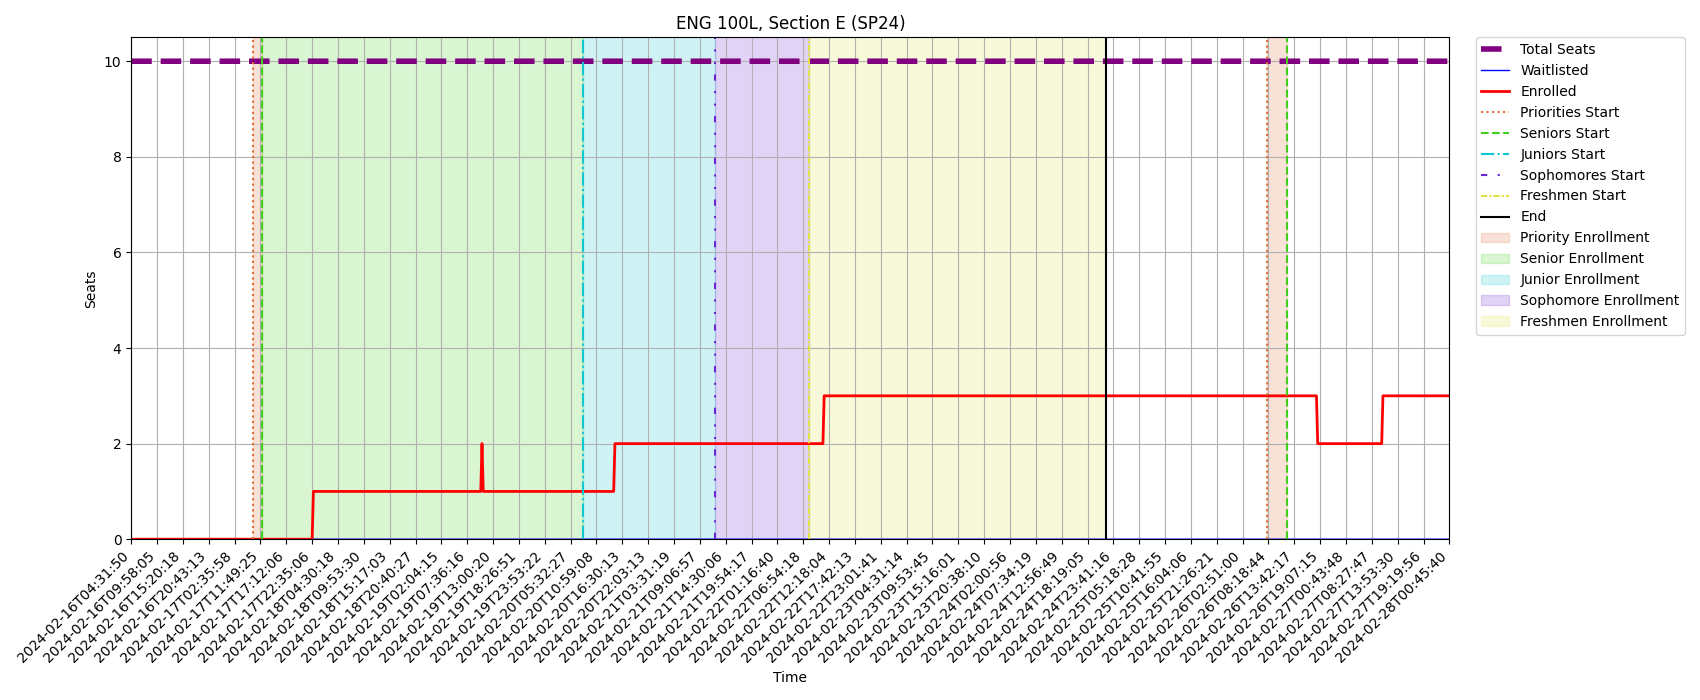 ENG 100L, Section E (SP24)
Seats
10
8
6
4
2
0
2024-02-16T04:31:50
2024-02-16T09:58:05
2024-02-16T15:20:18
2024-02-16T20:43:13
2024-02-17T02:35:58
2024-02-17T11:49:25
2024-02-17T17:12:06
2024-02-17T22:35:06
2024-02-18T04:30:18
2024-02-18T09:53:30
2024-02-18T15:17:03
2024-02-18T20:40:27
2024-02-19T02:04:15
2024-02-19T07:36:16
2024-02-19T13:00:20
2024-02-19T18:26:51
2024-02-19T23:53:22
2024-02-20T05:32:27
2024-02-20T10:59:08
2024-02-20T16:30:13
2024-02-20T22:03:13
2024-02-21T03:31:19
2024-02-21T09:06:57
2024-02-21T14:30:06
2024-02-21T19:54:17
2024-02-22T01:16:40
2024-02-22T06:54:18
2024-02-22T12:18:04
2024-02-22T17:42:13
2024-02-22T23:01:41
2024-02-23T04:31:14
2024-02-23T09:53:45
2024-02-23T15:16:01
2024-02-23T20:38:10
2024-02-24T02:00:56
2024-02-24T07:34:19
2024-02-24T12:56:49
2024-02-24T18:19:05
2024-02-24T23:41:16
2024-02-25T05:18:28
2024-02-25T10:41:55
2024-02-25T16:04:06
2024-02-25T21:26:21
2024-02-26T02:51:00
2024-02-26T08:18:44
2024-02-26T13:42:17
2024-02-26T19:07:15
2024-02-27T00:43:48
2024-02-27T08:27:47
2024-02-27T13:53:30
2024-02-27T19:19:56
2024-02-28T00:45:40
Time
Total Seats
Waitlisted
Enrolled
Priorities Start
Seniors Start
Juniors Start
Sophomores Start
Freshmen Start
End
Priority Enrollment
Senior Enrollment
Junior Enrollment
Sophomore Enrollment
Freshmen Enrollment